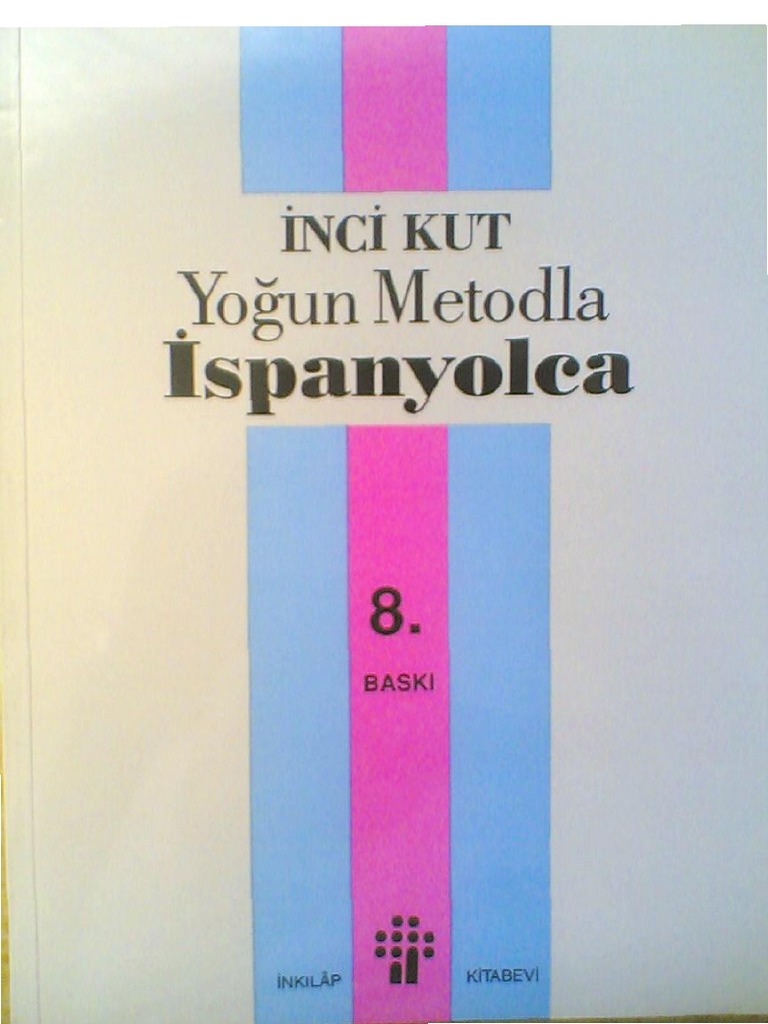 İNCİ KUT
Yoğun Metodla
İspanyolca
8.
BASKI
İNKILÂP KİTABEVİ